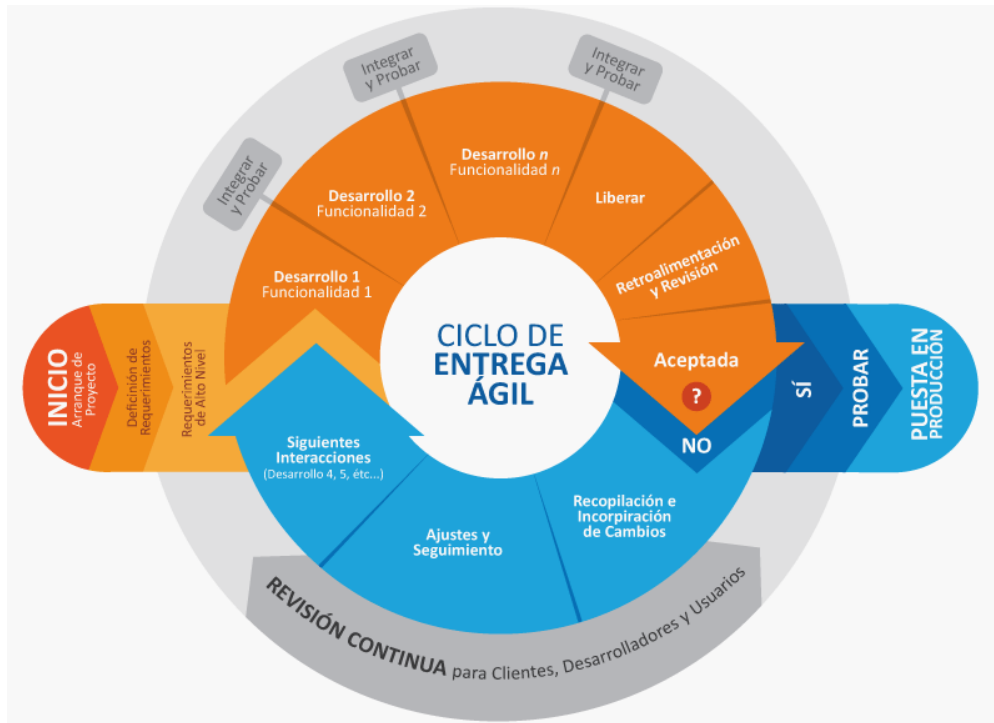 INICIO
Arranque de
Proyecto
Deficinión de
Requerimientos
Requerimientos
de Alto Nivel
Desarrollo 1
Funcionalidad 1
Integrar
y Probar
Desarrollo 2
Funcionalidad 2
Integrar
y Probar
Desarrollo n
Funcionalidad n
Integrar
y Probar
Liberar
Retroalimentación
y Revisión
Aceptada
?
NO
SÍ
PROBAR
PUESTA EN
PRODUCCIÓN
CICLO DE
ENTREGA
ÁGIL
Recopilación e
Incorpiración
de Cambios
Ajustes y
Seguimiento
Siguientes
Interacciones
(Desarrollo 4, 5, étc...)
REVISIÓN CONTINUA para Clientes, Desarrolladores y Usuarios